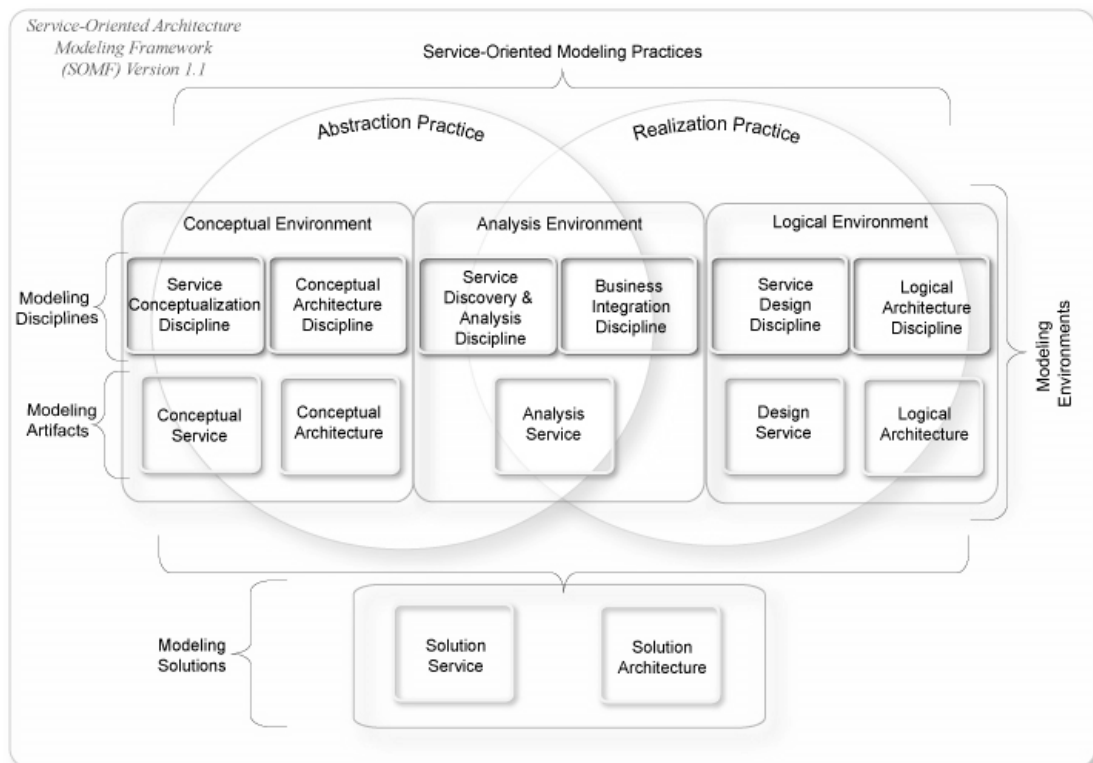 Service-Oriented Architecture
Modeling Framework
(SOMF) Version 1.1
Service-Oriented Modeling Practices
Abstraction Practice
Realization Practice
Conceptual Environment
Analysis Environment
Logical Environment
Modeling
Disciplines
Service
Conceptualization
Discipline
Conceptual
Architecture
Discipline
Service
Discovery &
Analysis
Discipline
Business
Integration
Discipline
Service
Design
Discipline
Logical
Architecture
Discipline
Modeling
Environments
Modeling
Artifacts
Conceptual
Service
Conceptual
Architecture
Analysis
Service
Design
Service
Logical
Architecture
Modeling
Solutions
Solution
Service
Solution
Architecture